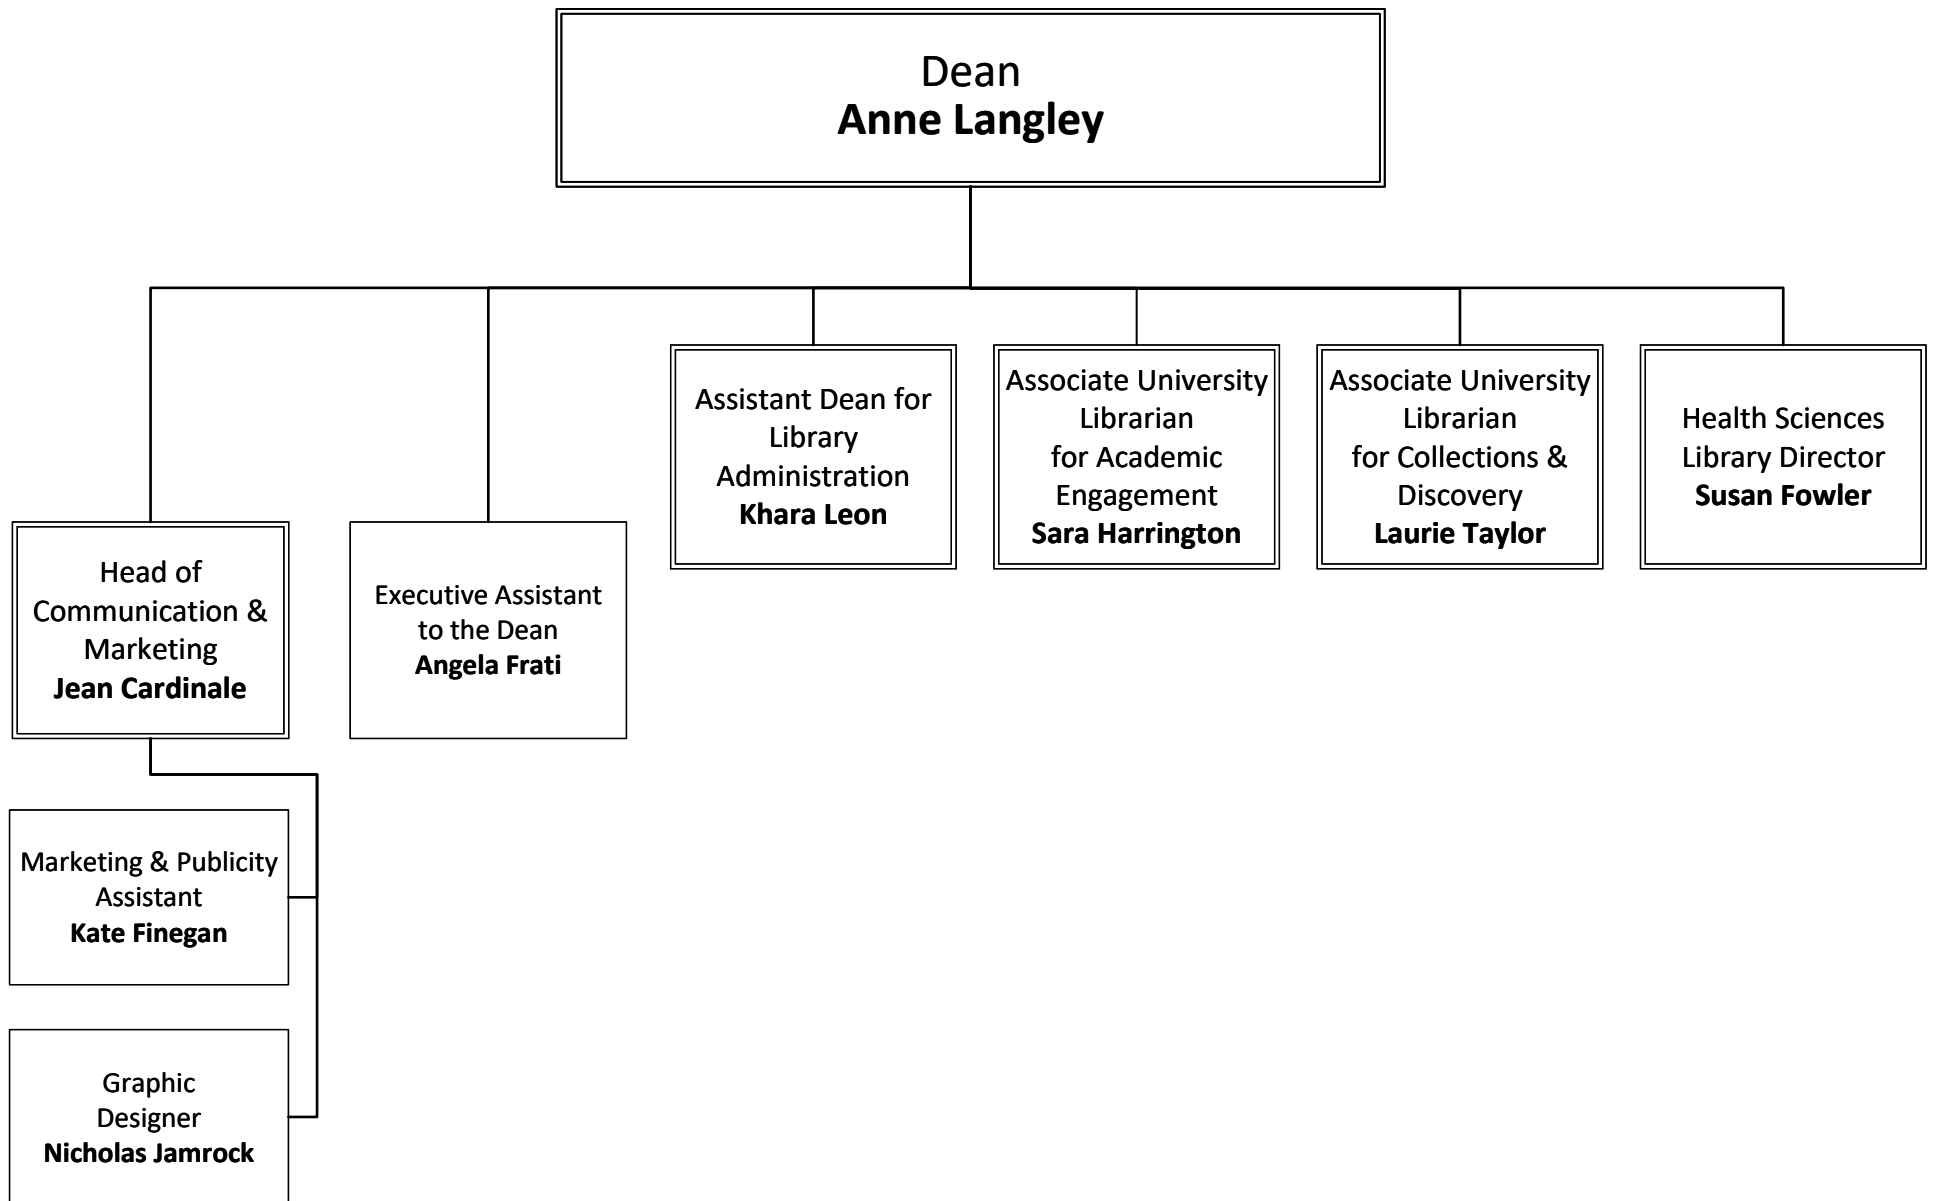 Dean
Anne Langley
Assistant Dean for
Library
Administration
Khara Leon
Associate University
Librarian
for Academic
Engagement
Sara Harrington
Associate University
Librarian
for Collections &
Discovery
Laurie Taylor
Health Sciences
Library Director
Susan Fowler
Head of
Communication &
Marketing
Jean Cardinale
Executive Assistant
to the Dean
Angela Frati
Marketing & Publicity
Assistant
Kate Finegan
Graphic
Designer
Nicholas Jamrock